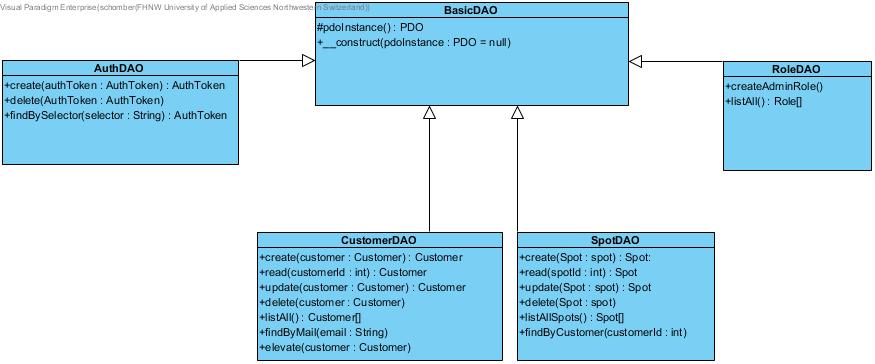 Visual Paradigm Enterprise(schomber(FHNW University of Applied Sciences Northwestern Switzerland))
BasicDAO
#pdoInstance() : PDO
+__construct(pdoInstance : PDO = null)
AuthDAO
+create(authToken : AuthToken) : AuthToken
+delete(AuthToken : AuthToken)
+findBySelector(selector : String) : AuthToken
RoleDAO
+createAdminRole()
+listAll() : Role[]
CustomerDAO
+create(customer : Customer) : Customer
+read(customerId : int) : Customer
+update(customer : Customer) : Customer
+delete(customer : Customer)
+listAll() : Customer[]
+findByMail(email : String)
+elevate(customer : Customer)
SpotDAO
+create(Spot : spot) : Spot:
+read(spotId : int) : Spot
+update(Spot : spot) : Spot
+delete(Spot : spot)
+listAllSpots() : Spot[]
+findByCustomer(customerId : int)